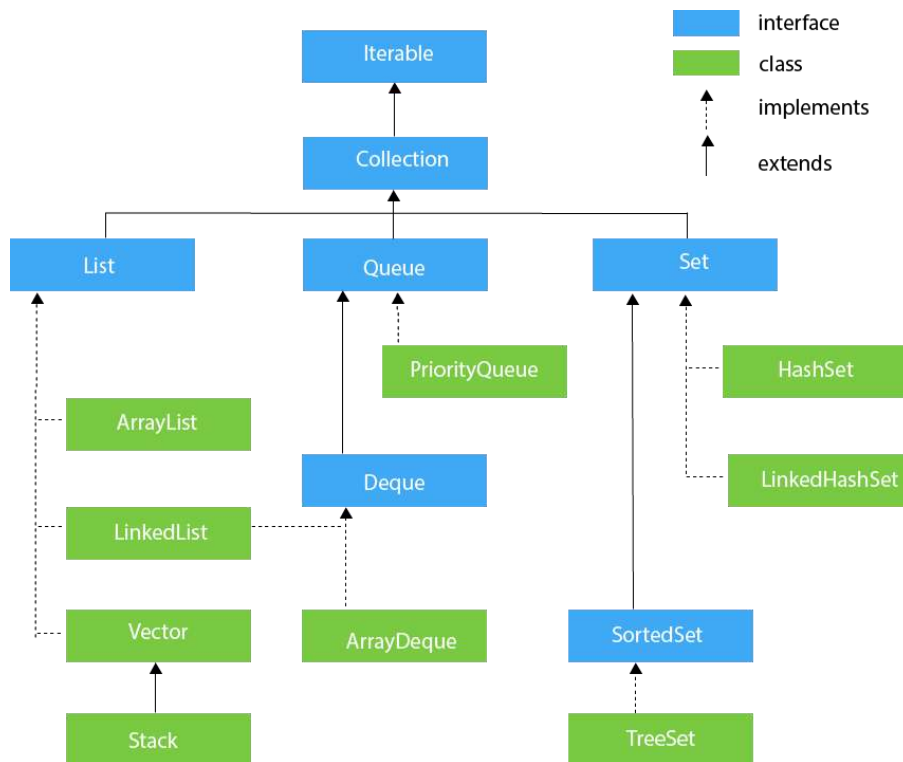 interface
Iterable
class
implements
Collection
extends
List
Queue
Set
PriorityQueue
HashSet
ArrayList
Deque
LinkedHashSet
LinkedList
Vector
ArrayDeque
SortedSet
Stack
TreeSet